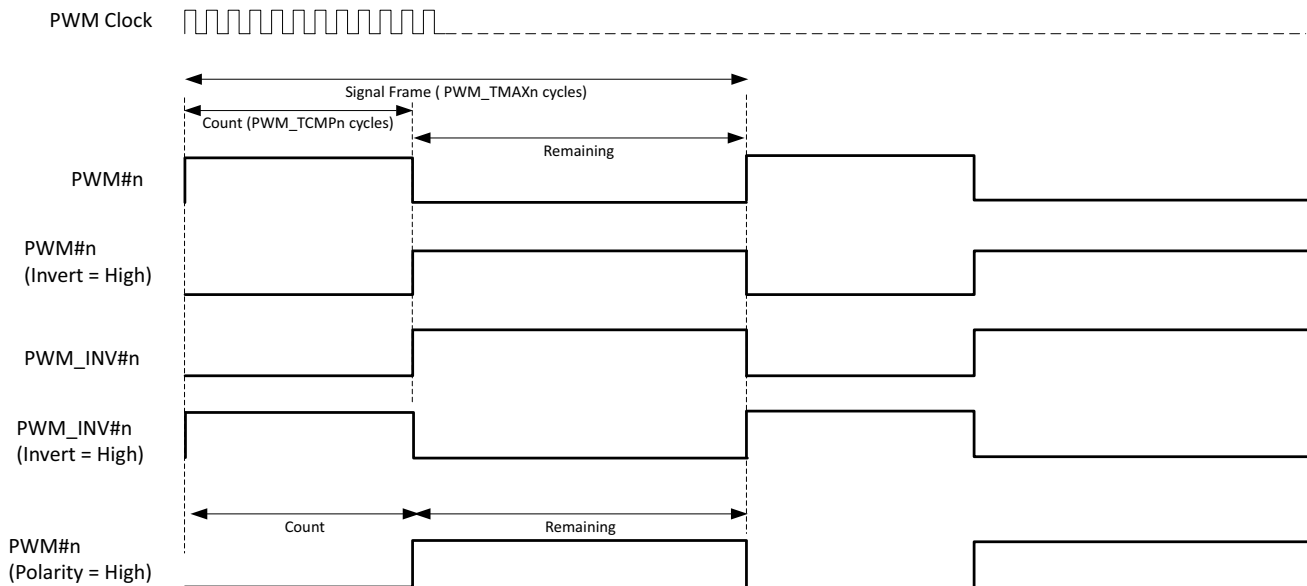 PWM Clock
Signal Frame ( PWM_TMAXn cycles)
Count (PWM_TCMPn cycles)
Remaining
PWM#n
PWM#n
(Invert = High)
PWM_INV#n
PWM_INV#n
(Invert = High)
Count
Remaining
PWM#n
(Polarity = High)